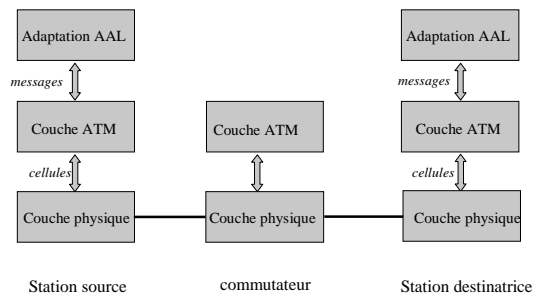 Adaptation AAL
Adaptation AAL
messages
messages
Couche ATM
Couche ATM
Couche ATM
cellules
cellules
Couche physique
Couche physique
Couche physique
Station source
commutateur
Station destinatrice